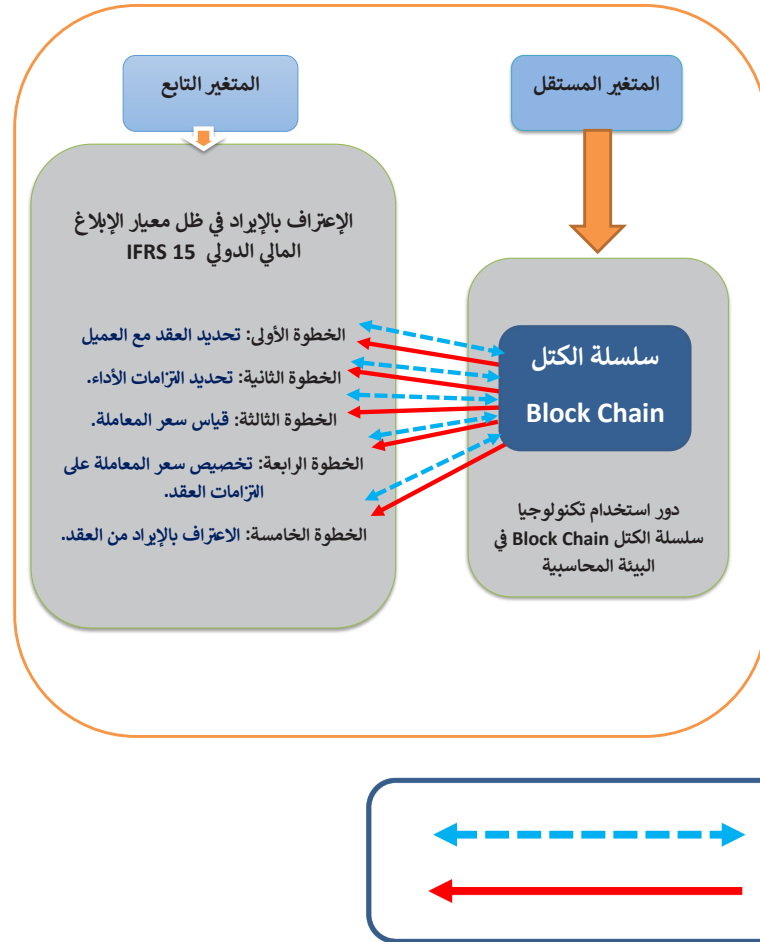 المتغير المستقل
المتغير التابع
الإعتراف بالإيراد في ظل معيار الإبلاغ
المالي الدولي IFRS 15
الخطوة الأولى: تحديد العقد مع العميل
الخطوة الثانية: تحديد التزامات الأداء.
الخطوة الثالثة: قياس سعر المعاملة.
الخطوة الرابعة: تخصيص سعر المعاملة على
التزامات العقد.
الخطوة الخامسة: الاعتراف بالإيراد من العقد.
سلسلة الكتل
Block Chain
دور استخدام تكنولوجيا
سلسلة الكتل Block Chain في
البيئة المحاسبية